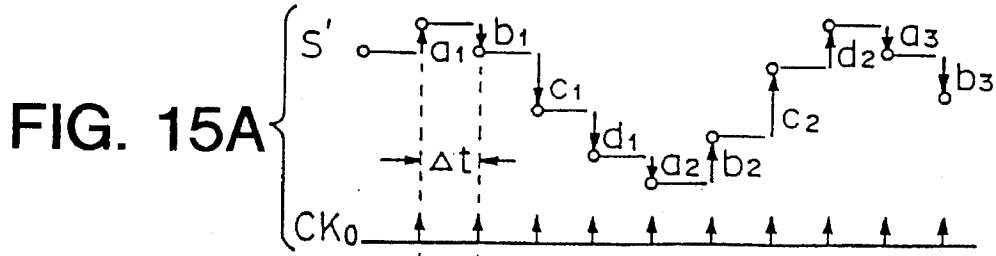 FIG. 15A
S'
a1 b1 c1 d1 a2 b2 c2 d2 a3 b3
Δt
CK0